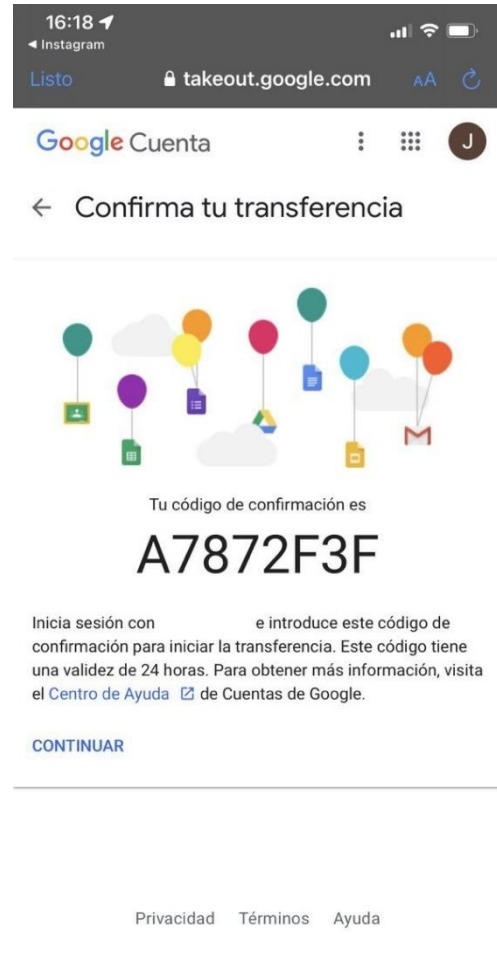 16:18
◀ Instagram
Listo takeout.google.com AA
Google Cuenta J
← Confirma tu transferencia
Tu código de confirmación es
A7872F3F
Inicia sesión con e introduce este código de
confirmación para iniciar la transferencia. Este código tiene
una validez de 24 horas. Para obtener más información, visita
el Centro de Ayuda de Cuentas de Google.
CONTINUAR
Privacidad Términos Ayuda